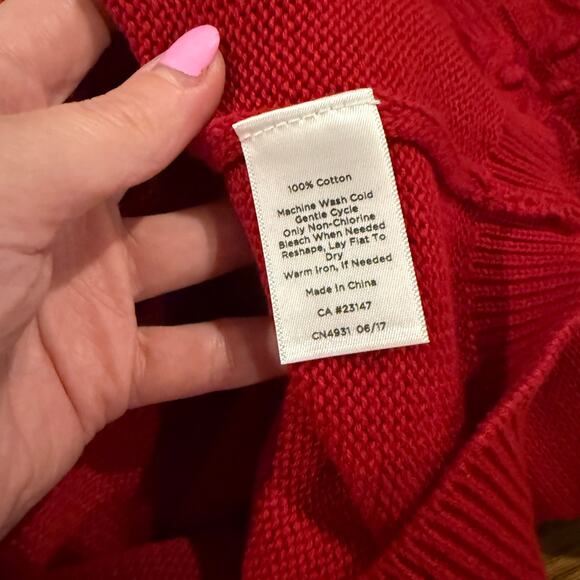 100% Cotton
Machine Wash Cold
Gentle Cycle
Only Non-Chlorine
Bleach When Needed
Reshape, Lay Flat To
Dry
Warm Iron, If Needed
Made In China
CA #23147
CN4931 06/17